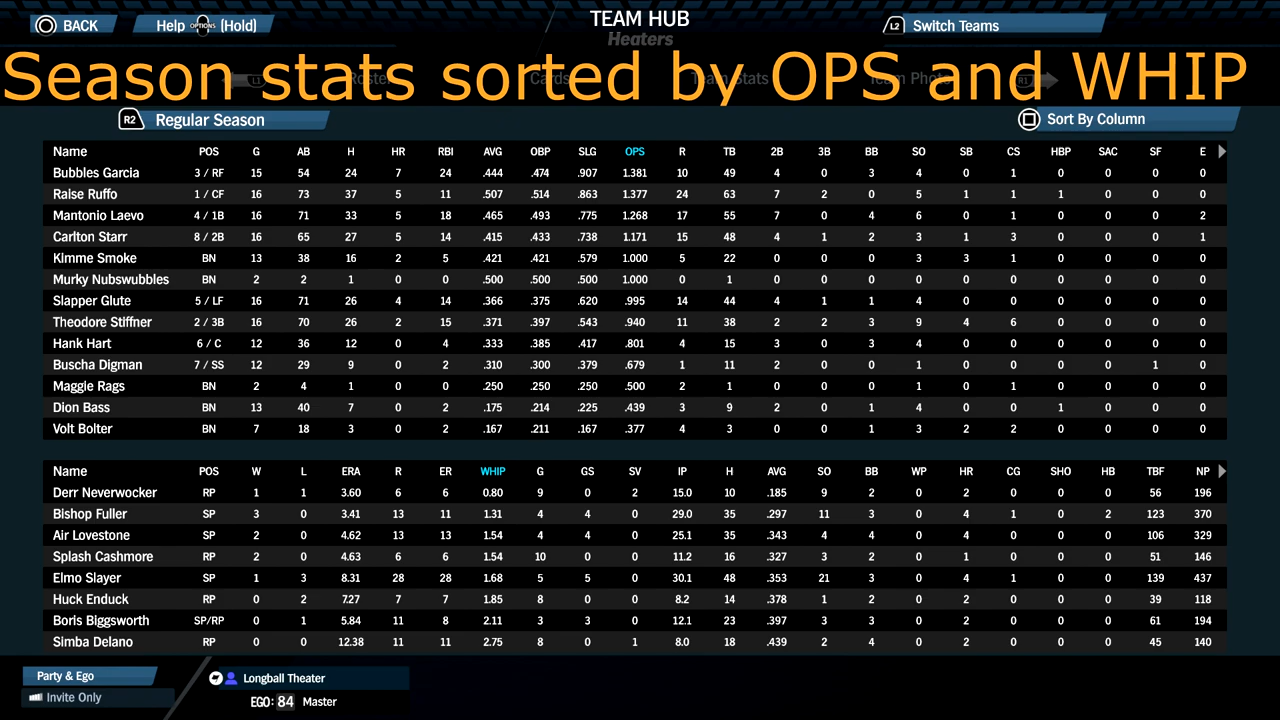 BACK
Help OPTIONS (Hold)
TEAM HUB
Heaters
L2 Switch Teams
Season stats sorted by OPS and WHIP
L1 Roster Cards Team Stats Team Photo R1
R2 Regular Season
Sort By Column
Name POS G AB H HR RBI AVG OBP SLG OPS R TB 2B 3B BB SO SB CS HBP SAC SF E
Bubbles Garcia 3 / RF 15 54 24 7 24 .444 .474 .907 1.381 10 49 4 0 3 4 0 1 0 0 0 0
Ralse Ruffo 1 / CF 16 73 37 5 11 .507 .514 .863 1.377 24 63 7 2 0 5 1 1 1 0 0 0
Mantonio Laevo 4 / 1B 16 71 33 5 18 .465 .493 .775 1.268 17 55 7 0 4 6 0 1 0 0 0 2
Carlton Starr 8 / 2B 16 65 27 5 14 .415 .433 .738 1.171 15 48 4 1 2 3 1 3 0 0 0 1
Klmme Smoke BN 13 38 16 2 5 .421 .421 .579 1.000 5 22 0 0 0 3 3 1 0 0 0 0
Murky Nubswubbles BN 2 2 1 0 0 .500 .500 .500 1.000 0 1 0 0 0 0 0 0 0 0 0 0
Slapper Glute 5 / LF 16 71 26 4 14 .366 .375 .620 .995 14 44 4 1 1 4 0 0 0 0 0 0
Theodore Stiffner 2 / 3B 16 70 26 2 15 .371 .397 .543 .940 11 38 2 2 3 9 4 6 0 0 0 0
Hank Hart 6 / C 12 36 12 0 4 .333 .385 .417 .801 4 15 3 0 3 4 0 0 0 0 0 0
Buscha Digman 7 / SS 12 29 9 0 2 .310 .300 .379 .679 1 11 2 0 0 1 0 0 0 0 1 0
Maggie Rags BN 2 4 1 0 0 .250 .250 .250 .500 2 1 0 0 0 1 0 1 0 0 0 0
Dion Bass BN 13 40 7 0 2 .175 .214 .225 .439 3 9 2 0 1 4 0 0 1 0 0 0
Volt Bolter BN 7 18 3 0 2 .167 .211 .167 .377 4 3 0 0 1 3 2 2 0 0 0 0
Name POS W L ERA R ER WHIP G GS SV IP H AVG SO BB WP HR CG SHO HB TBF NP
Derr Neverwocker RP 1 1 3.60 6 6 0.80 9 0 2 15.0 10 .185 9 2 0 2 0 0 0 56 196
Bishop Fuller SP 3 0 3.41 13 11 1.31 4 4 0 29.0 35 .297 11 3 0 4 1 0 2 123 370
Air Lovestone SP 2 0 4.62 13 13 1.54 4 4 0 25.1 35 .343 4 4 0 4 0 0 0 106 329
Splash Cashmore RP 2 0 4.63 6 6 1.54 10 0 0 11.2 16 .327 3 2 0 1 0 0 0 51 146
Elmo Slayer SP 1 3 8.31 28 28 1.68 5 5 0 30.1 48 .353 21 3 0 4 1 0 0 139 437
Huck Enduck RP 0 2 7.27 7 7 1.85 8 0 0 8.2 14 .378 1 2 0 2 0 0 0 39 118
Boris Biggsworth SP/RP 0 1 5.84 11 8 2.11 3 3 0 12.1 23 .397 3 3 0 2 0 0 0 61 194
Simba Delano RP 0 0 12.38 11 11 2.75 8 0 1 8.0 18 .439 2 4 0 2 0 0 0 45 140
Party & Ego
Invite Only
Longball Theater
EGO: 84 Master